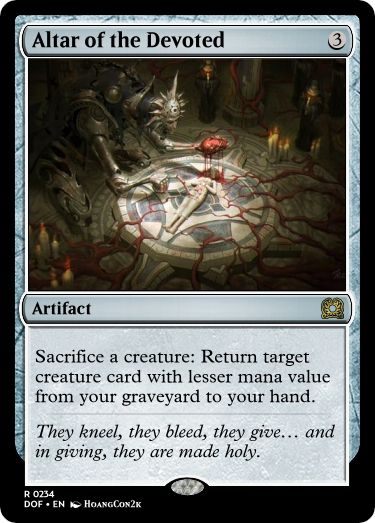 Altar of the Devoted 3
Artifact
Sacrifice a creature: Return target
creature card with lesser mana value
from your graveyard to your hand.
They kneel, they bleed, they give… and
in giving, they are made holy.
R 0234
DOF • EN HoangCon2k